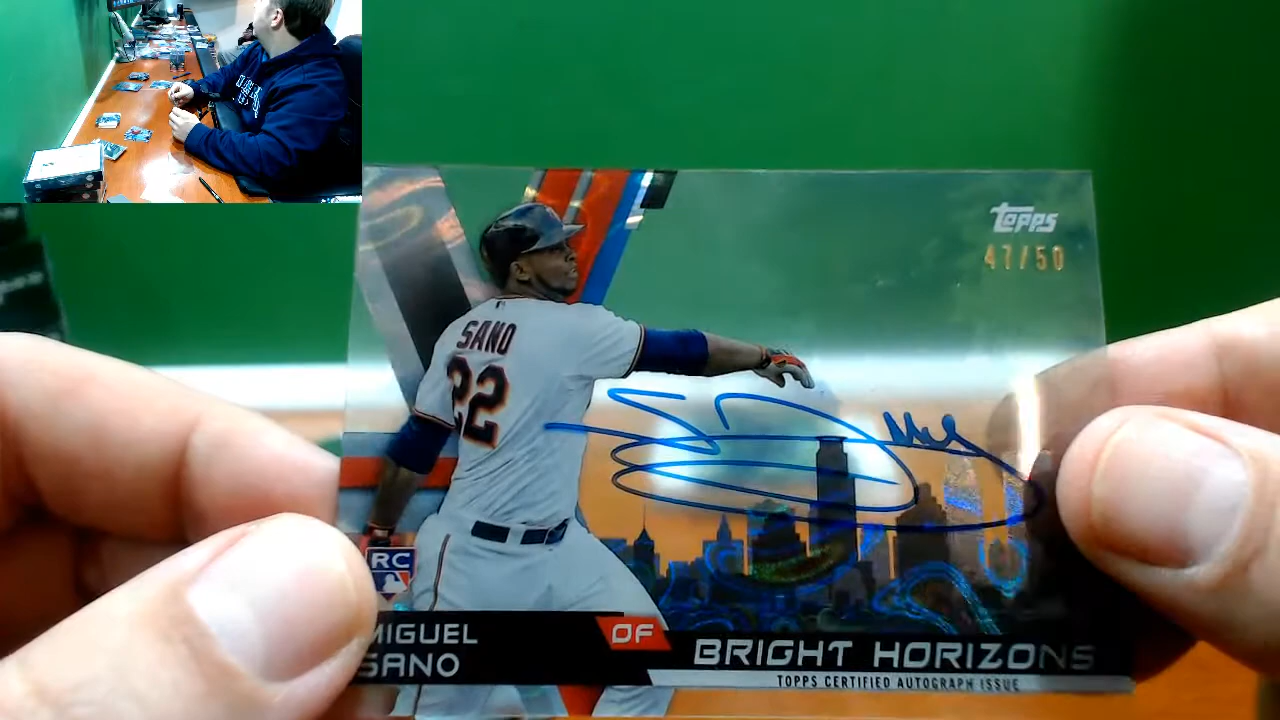 Topps
47/50
SANO
22
RC
MIGUEL
SANO
OF
BRIGHT HORIZONS
TOPPS CERTIFIED AUTOGRAPH ISSUE